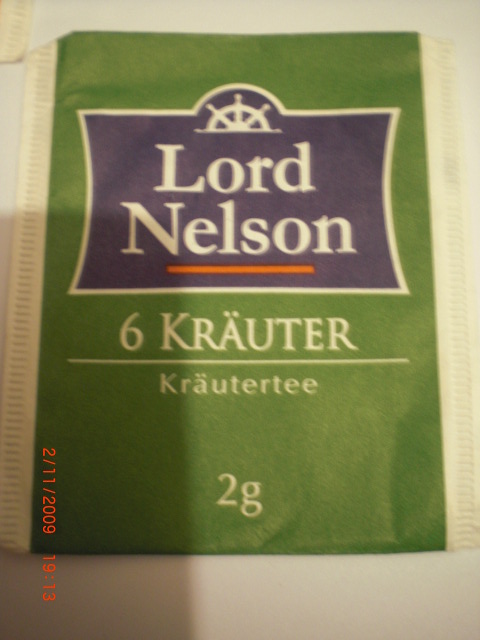 Lord
Nelson
6 KRÄUTER
Kräutertee
2g
2/11/2009 19:13